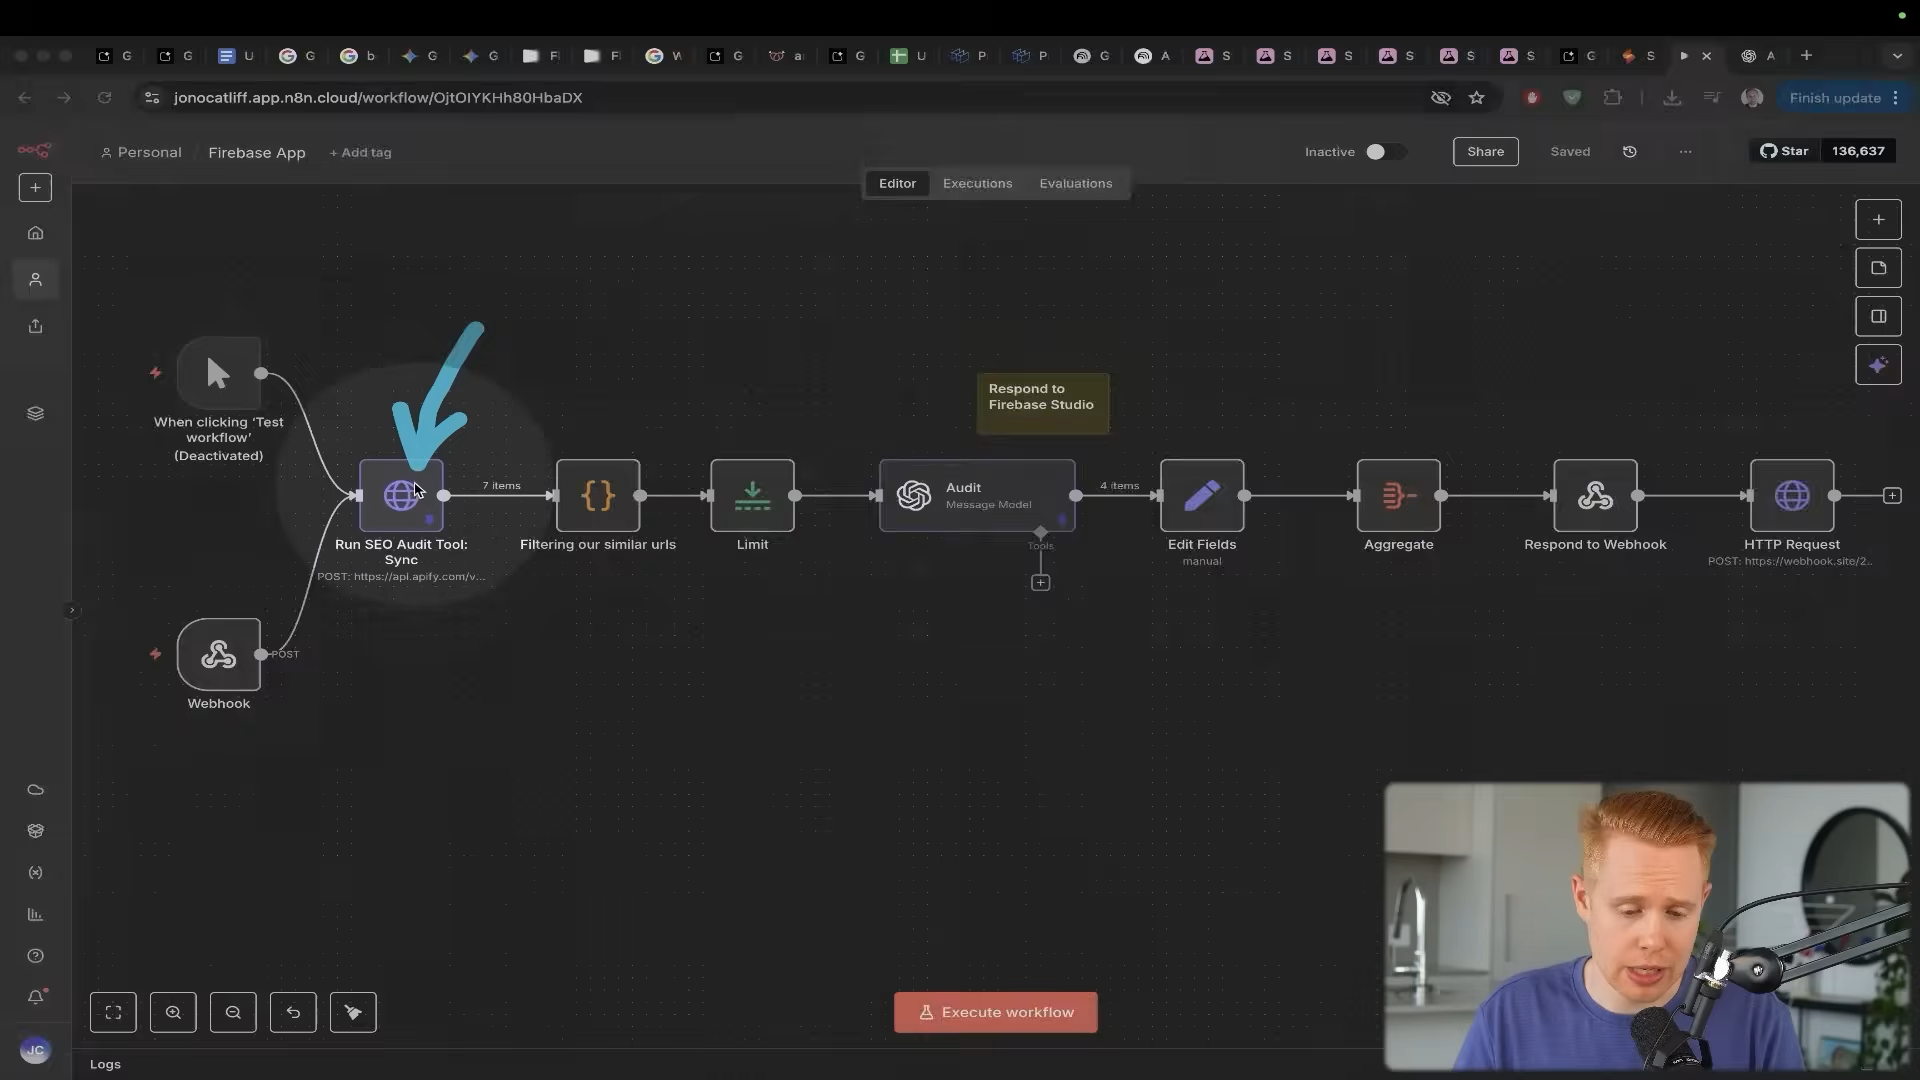 G
G
U
G
b
G
G
Fl
Fl
W
G
a
G
U
P
P
G
A
S
S
S
S
S
S
G
S
A
jonocatliff.app.n8n.cloud/workflow/OjtOIYKHh80HbaDX
Finish update
Personal
Firebase App
+ Add tag
Inactive
Share
Saved
Star
136,637
Editor
Executions
Evaluations
When clicking ‘Test
workflow’
(Deactivated)
Respond to
Firebase Studio
7 items
Run SEO Audit Tool:
Sync
POST: https://api.apify.com/v...
{}
Filtering our similar urls
Limit
Audit
Message Model
Tools
4 items
Edit Fields
manual
Aggregate
Respond to Webhook
HTTP Request
POST: https://webhook.site/2..
POST
Webhook
Execute workflow
JC
Logs